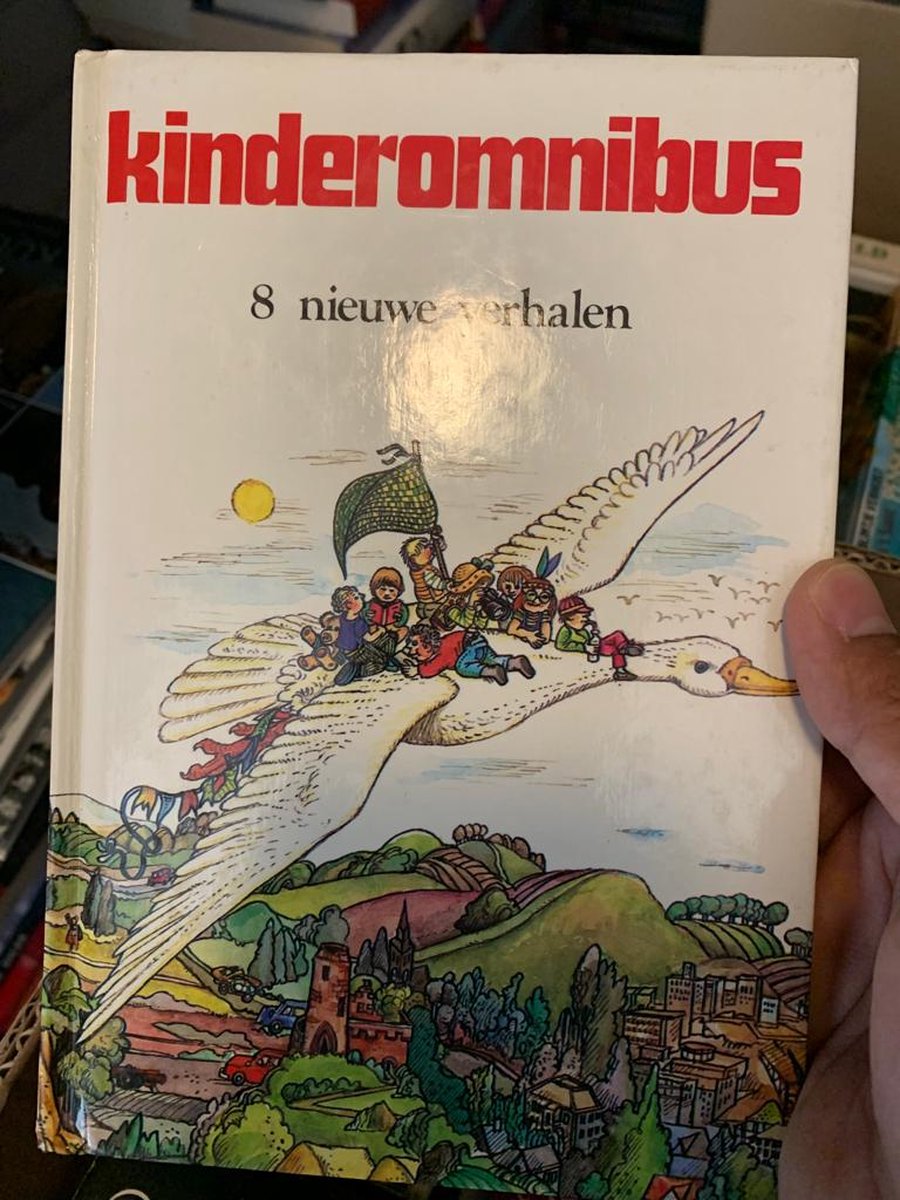 kinderomnibus
8 nieuwe verhalen